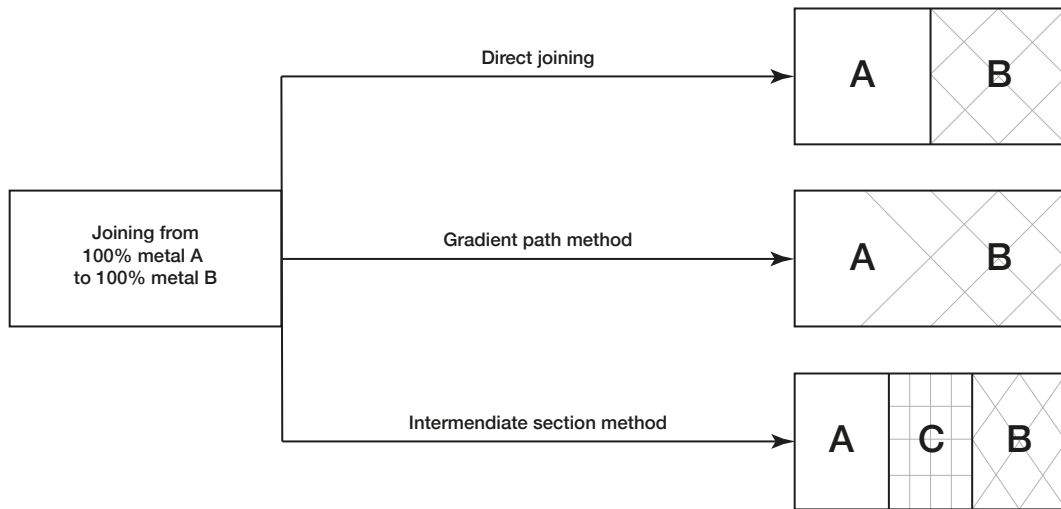 Direct joining
A B
Joining from
100% metal A
to 100% metal B
Gradient path method
A B
Intermendiate section method
A C B